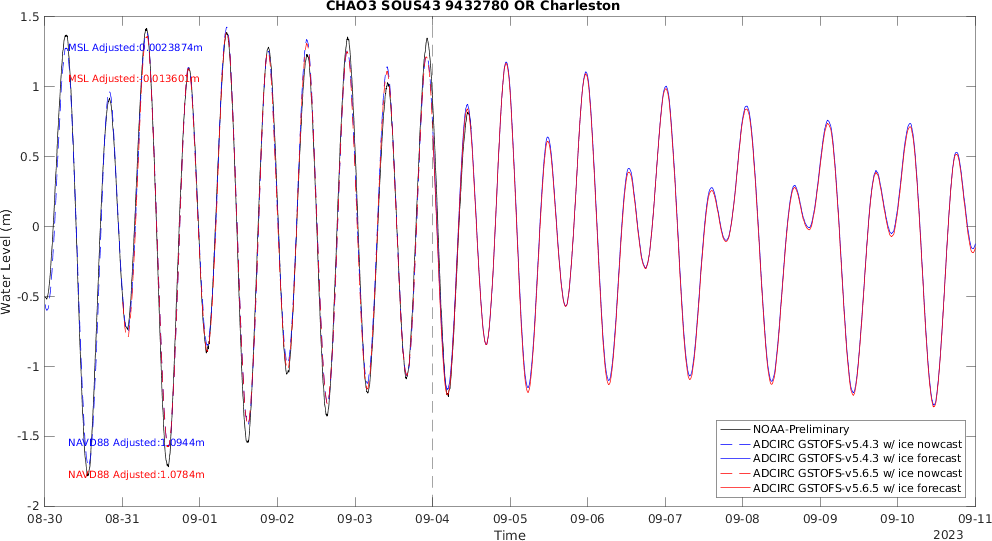 CHAO3 SOUS43 9432780 OR Charleston
1.5
1
0.5
0
-0.5
-1
-1.5
-2
Water Level (m)
MSL Adjusted:0.0023874m
MSL Adjusted:-0.013601m
NAVD88 Adjusted:1.0944m
NAVD88 Adjusted:1.0784m
NOAA-Preliminary
ADCIRC GSTOFS-v5.4.3 w/ ice nowcast
ADCIRC GSTOFS-v5.4.3 w/ ice forecast
ADCIRC GSTOFS-v5.6.5 w/ ice nowcast
ADCIRC GSTOFS-v5.6.5 w/ ice forecast
08-30 08-31 09-01 09-02 09-03 09-04 09-05 09-06 09-07 09-08 09-09 09-10 09-11
Time
2023